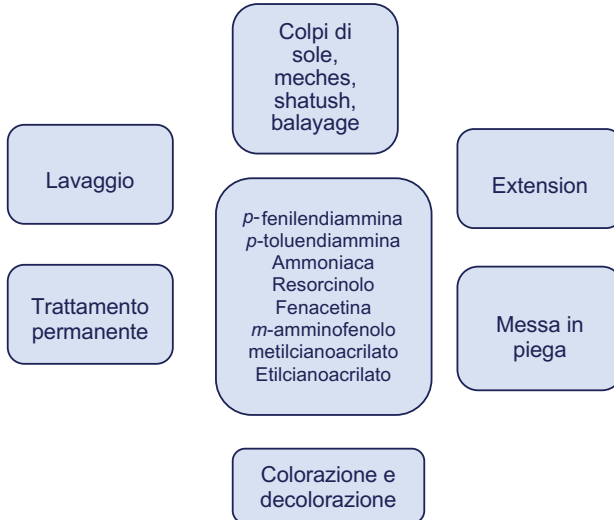 Colpi di
sole,
meches,
shatush,
balayage
Lavaggio
Extension
p-fenilendiammina
p-toluendiammina
Ammoniaca
Resorcinolo
Fenacetina
m-amminofenolo
metilcianoacrilato
Etilcianoacrilato
Trattamento
permanente
Messa in
piega
Colorazione e
decolorazione